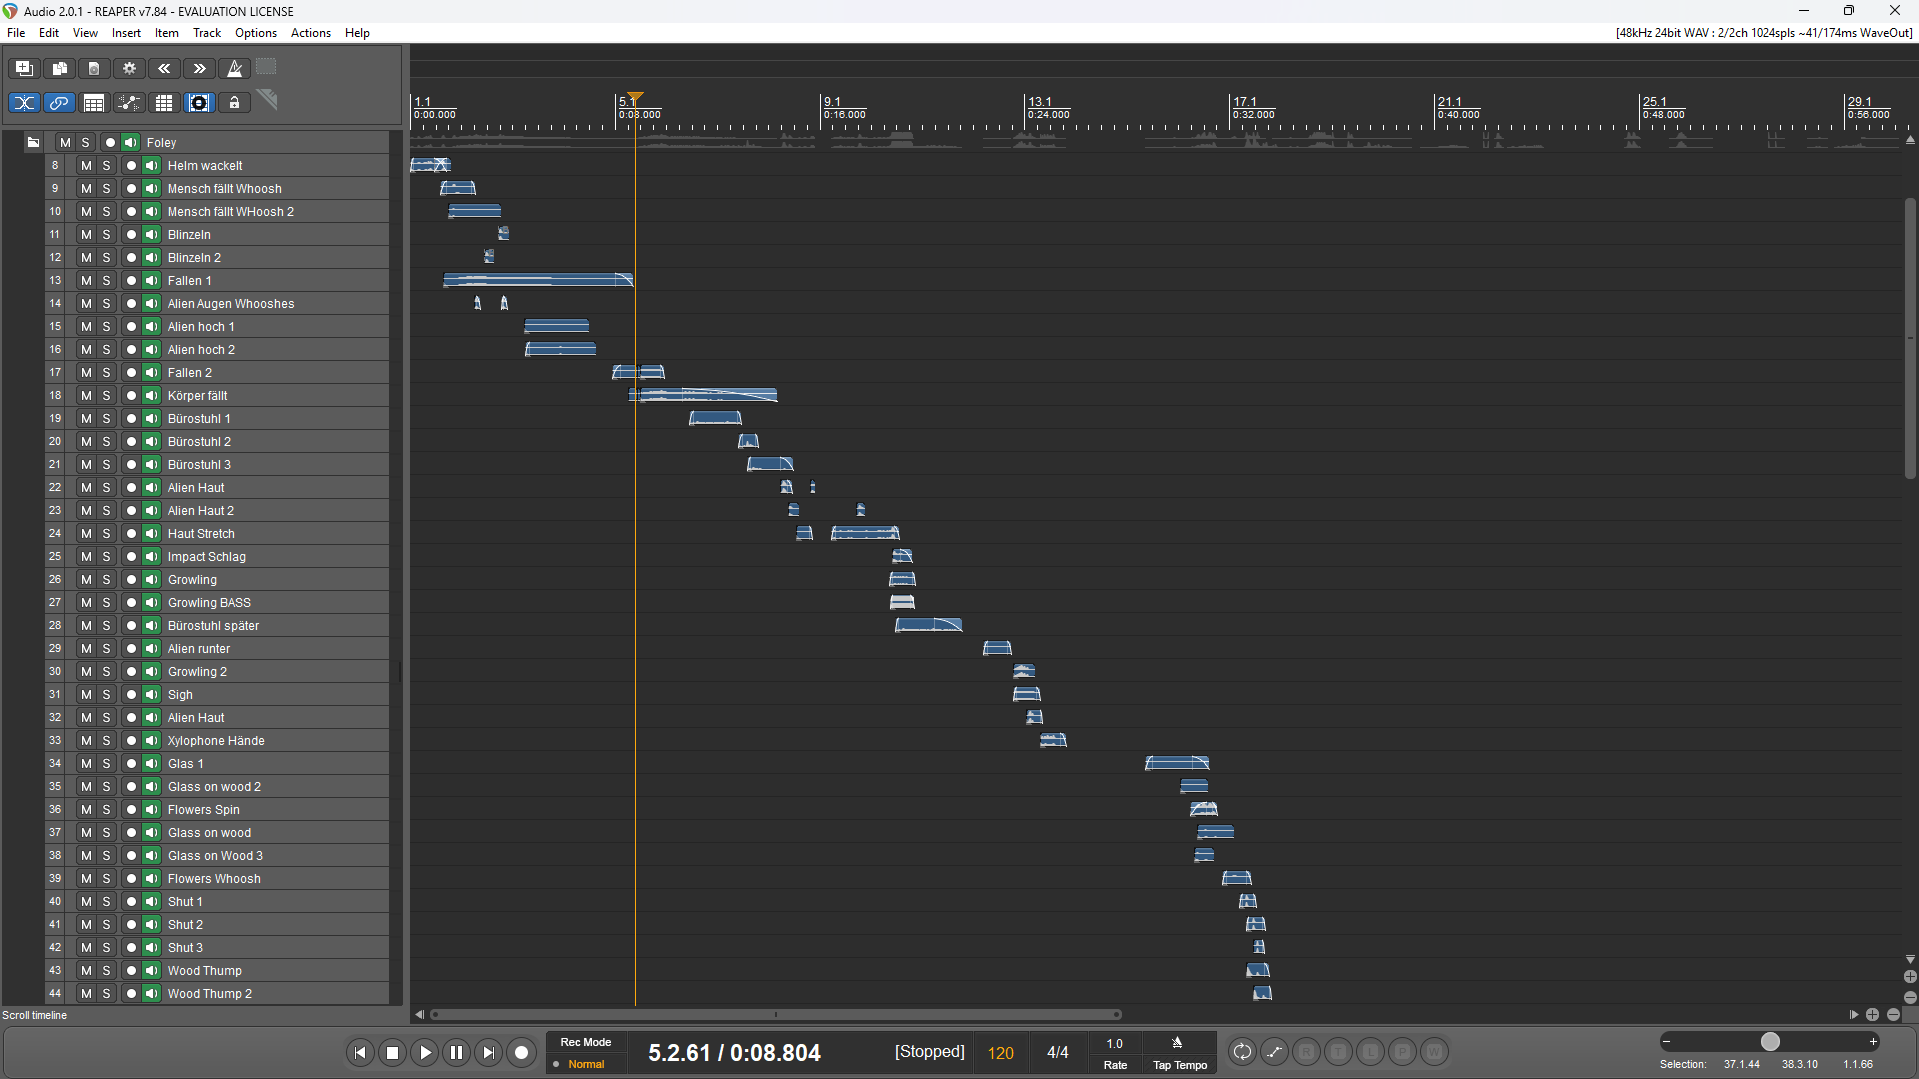 Audio 2.0.1 - REAPER v7.84 - EVALUATION LICENSE
File Edit View Insert Item Track Options Actions Help
[48kHz 24bit WAV : 2/2ch 1024spls ~41/174ms WaveOut]
1.1 5.1 9.1 13.1 17.1 21.1 25.1 29.1
0:00.000 0:08.000 0:16.000 0:24.000 0:32.000 0:40.000 0:48.000 0:56.000
M S Foley
8 M S Helm wackelt
9 M S Mensch fällt Whoosh
10 M S Mensch fällt WHoosh 2
11 M S Blinzeln
12 M S Blinzeln 2
13 M S Fallen 1
14 M S Alien Augen Whooshes
15 M S Alien hoch 1
16 M S Alien hoch 2
17 M S Fallen 2
18 M S Körper fällt
19 M S Bürostuhl 1
20 M S Bürostuhl 2
21 M S Bürostuhl 3
22 M S Alien Haut
23 M S Alien Haut 2
24 M S Haut Stretch
25 M S Impact Schlag
26 M S Growling
27 M S Growling BASS
28 M S Bürostuhl später
29 M S Alien runter
30 M S Growling 2
31 M S Sigh
32 M S Alien Haut
33 M S Xylophone Hände
34 M S Glas 1
35 M S Glass on wood 2
36 M S Flowers Spin
37 M S Glass on wood
38 M S Glass on Wood 3
39 M S Flowers Whoosh
40 M S Shut 1
41 M S Shut 2
42 M S Shut 3
43 M S Wood Thump
44 M S Wood Thump 2
Scroll timeline
Rec Mode
Normal
5.2.61 / 0:08.804
[Stopped]
120
4/4
1.0
Rate
Tap Tempo
R T L P W
Selection: 37.1.44 38.3.10 1.1.66